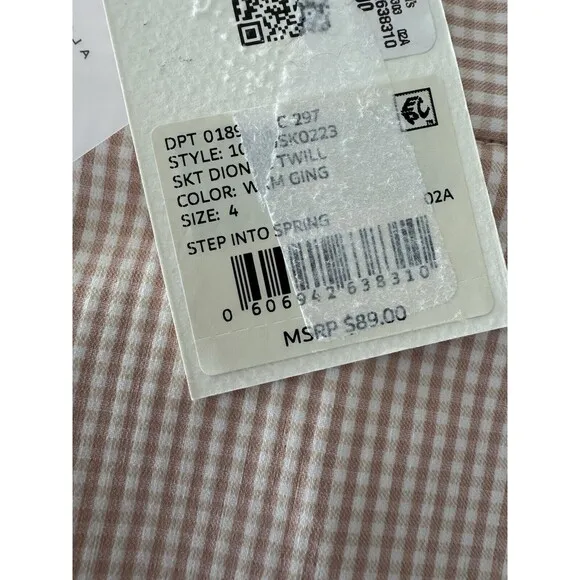 638310
02A
DPT 0189 C 297
STYLE: 10 SK0223
SKT DION TWILL
COLOR: W M GING
SIZE: 4
02A
STEP INTO SPRING
0 606942 638310
MSRP $89.00